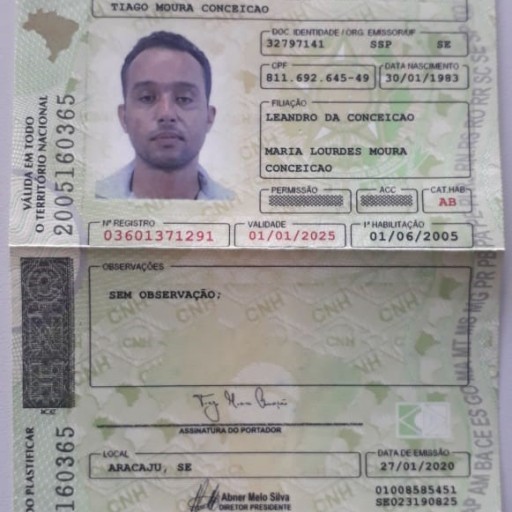 TIAGO MOURA CONCEICAO
DOC. IDENTIDADE / ORG. EMISSOR/UF
32797141 SSP SE
CPF
811.692.645-49
DATA NASCIMENTO
30/01/1983
FILIAÇÃO
LEANDRO DA CONCEICAO
MARIA LOURDES MOURA
CONCEICAO
PERMISSÃO
ACC
CAT. HAB.
AB
Nº REGISTRO
03601371291
VALIDADE
01/01/2025
1ª HABILITAÇÃO
01/06/2005
VÁLIDA EM TODO
O TERRITÓRIO NACIONAL
2005160365
OBSERVAÇÕES
SEM OBSERVAÇÃO;
ASSINATURA DO PORTADOR
LOCAL
ARACAJU, SE
DATA DE EMISSÃO
27/01/2020
Abner Melo Silva
DIRETOR PRESIDENTE
01008585451
SE023190825
DO PLASTIFICAR
160365